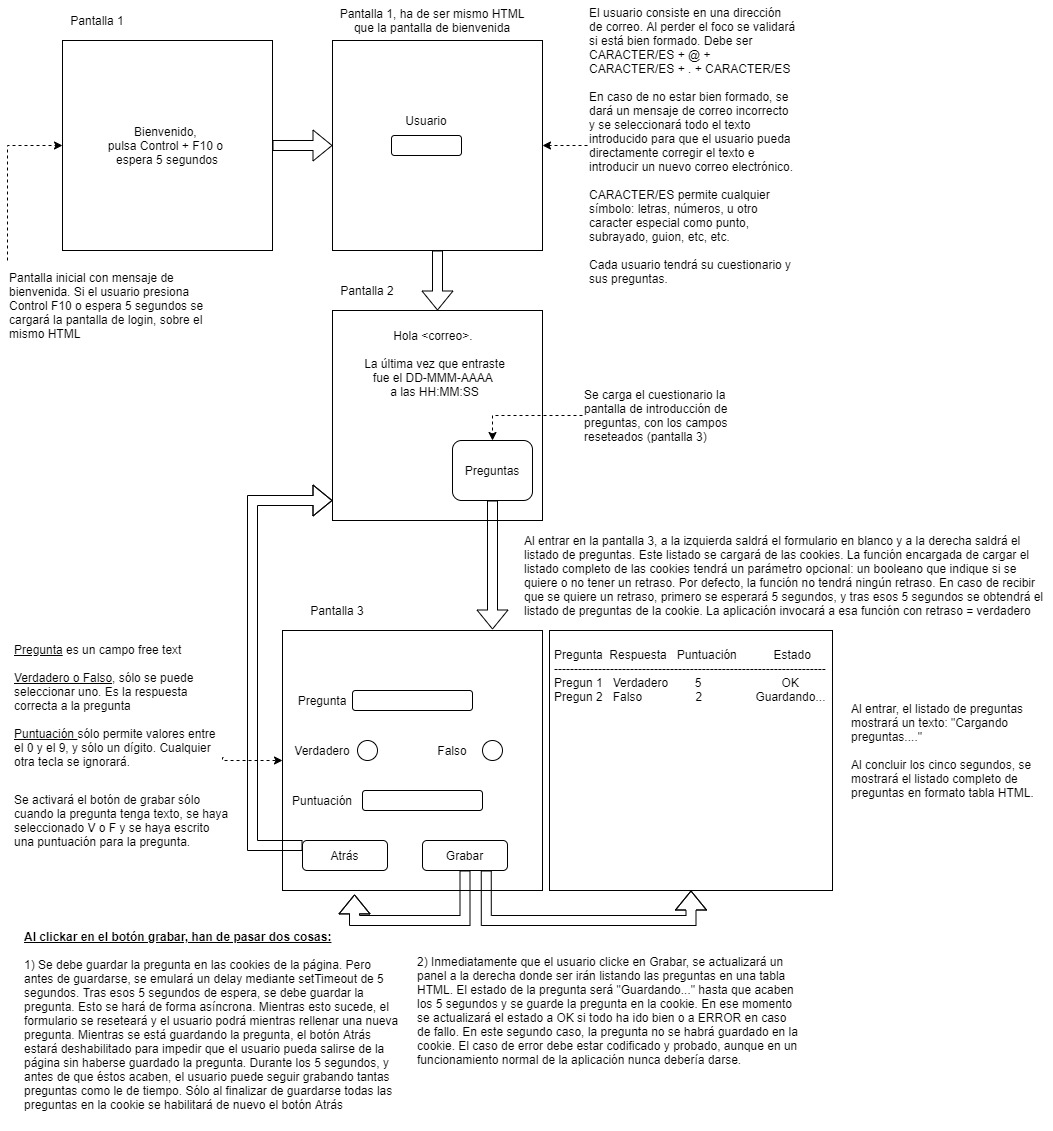 Pantalla 1
Bienvenido,
pulsa Control + F10 o
espera 5 segundos
Pantalla inicial con mensaje de
bienvenida. Si el usuario presiona
Control F10 o espera 5 segundos se
cargará la pantalla de login, sobre el
mismo HTML
Pantalla 1, ha de ser mismo HTML
que la pantalla de bienvenida
Usuario
El usuario consiste en una dirección
de correo. Al perder el foco se validará
si está bien formado. Debe ser
CARACTER/ES + @ +
CARACTER/ES + . + CARACTER/ES
En caso de no estar bien formado, se
dará un mensaje de correo incorrecto
y se seleccionará todo el texto
introducido para que el usuario pueda
directamente corregir el texto e
introducir un nuevo correo electrónico.
CARACTER/ES permite cualquier
símbolo: letras, números, u otro
caracter especial como punto,
subrayado, guion, etc, etc.
Cada usuario tendrá su cuestionario y
sus preguntas.
Pantalla 2
Hola <correo>.
La última vez que entraste
fue el DD-MMM-AAAA
a las HH:MM:SS
Preguntas
Se carga el cuestionario la
pantalla de introducción de
preguntas, con los campos
reseteados (pantalla 3)
Al entrar en la pantalla 3, a la izquierda saldrá el formulario en blanco y a la derecha saldrá el
listado de preguntas. Este listado se cargará de las cookies. La función encargada de cargar el
listado completo de las cookies tendrá un parámetro opcional: un booleano que indique si se
quiere o no tener un retraso. Por defecto, la función no tendrá ningún retraso. En caso de recibir
que se quiere un retraso, primero se esperará 5 segundos, y tras esos 5 segundos se obtendrá el
listado de preguntas de la cookie. La aplicación invocará a esa función con retraso = verdadero
Pantalla 3
Pregunta es un campo free text
Verdadero o Falso, sólo se puede
seleccionar uno. Es la respuesta
correcta a la pregunta
Puntuación sólo permite valores entre
el 0 y el 9, y sólo un dígito. Cualquier
otra tecla se ignorará.
Se activará el botón de grabar sólo
cuando la pregunta tenga texto, se haya
seleccionado V o F y se haya escrito
una puntuación para la pregunta.
Pregunta
Verdadero Falso
Puntuación
Atrás Grabar
Pregunta Respuesta Puntuación Estado
Pregun 1 Verdadero 5 OK
Pregun 2 Falso 2 Guardando...
Al entrar, el listado de preguntas
mostrará un texto: "Cargando
preguntas...."
Al concluir los cinco segundos, se
mostrará el listado completo de
preguntas en formato tabla HTML.
Al clickar en el botón grabar, han de pasar dos cosas:
1) Se debe guardar la pregunta en las cookies de la página. Pero
antes de guardarse, se emulará un delay mediante setTimeout de 5
segundos. Tras esos 5 segundos de espera, se debe guardar la
pregunta. Esto se hará de forma asíncrona. Mientras esto sucede, el
formulario se reseteará y el usuario podrá mientras rellenar una nueva
pregunta. Mientras se está guardando la pregunta, el botón Atrás
estará deshabilitado para impedir que el usuario pueda salirse de la
página sin haberse guardado la pregunta. Durante los 5 segundos, y
antes de que éstos acaben, el usuario puede seguir grabando tantas
preguntas como le de tiempo. Sólo al finalizar de guardarse todas las
preguntas en la cookie se habilitará de nuevo el botón Atrás
2) Inmediatamente que el usuario clicke en Grabar, se actualizará un
panel a la derecha donde ser irán listando las preguntas en una tabla
HTML. El estado de la pregunta será "Guardando..." hasta que acaben
los 5 segundos y se guarde la pregunta en la cookie. En ese momento
se actualizará el estado a OK si todo ha ido bien o a ERROR en caso
de fallo. En este segundo caso, la pregunta no se habrá guardado en la
cookie. El caso de error debe estar codificado y probado, aunque en un
funcionamiento normal de la aplicación nunca debería darse.